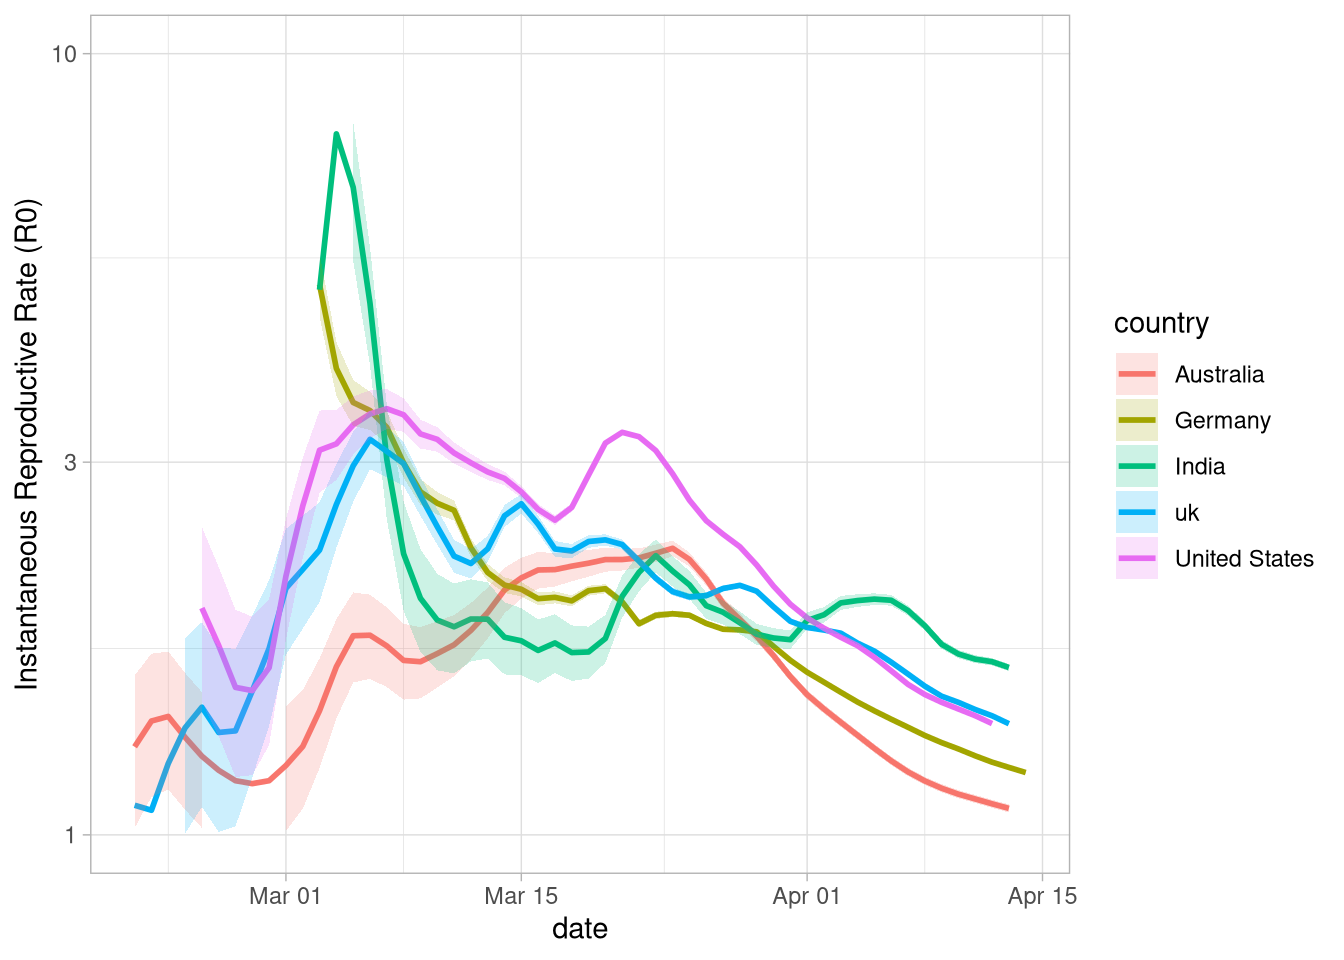 Instantaneous Reproductive Rate (R0)
10
3
1
Mar 01
Mar 15
Apr 01
Apr 15
date
country
Australia
Germany
India
uk
United States